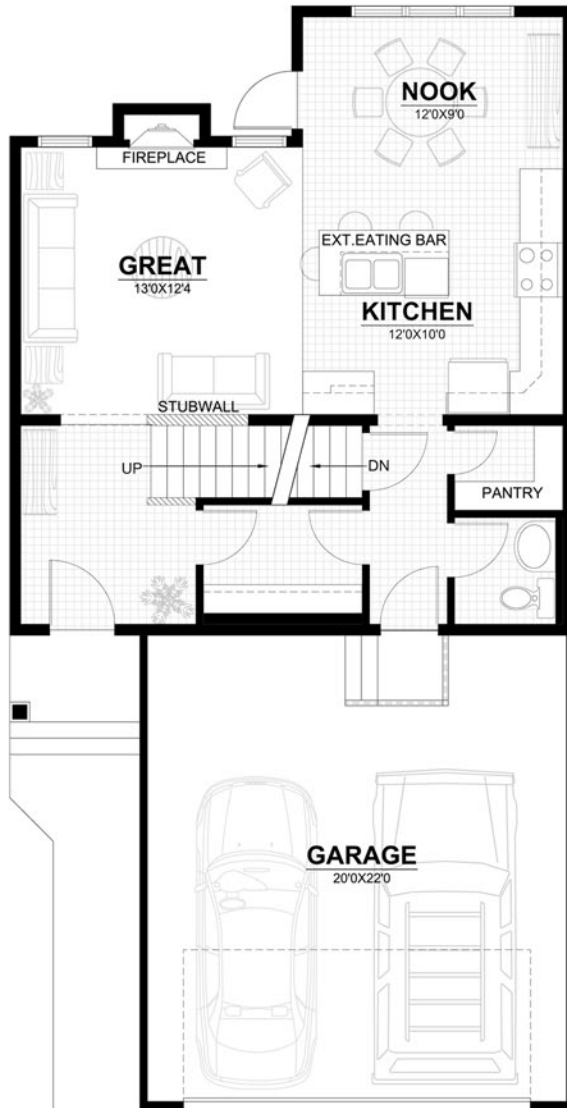 NOOK
12'0X9'0
FIREPLACE
EXT.EATING BAR
GREAT
13'0X12'4
KITCHEN
12'0X10'0
STUBWALL
UP
DN
PANTRY
GARAGE
20'0X22'0